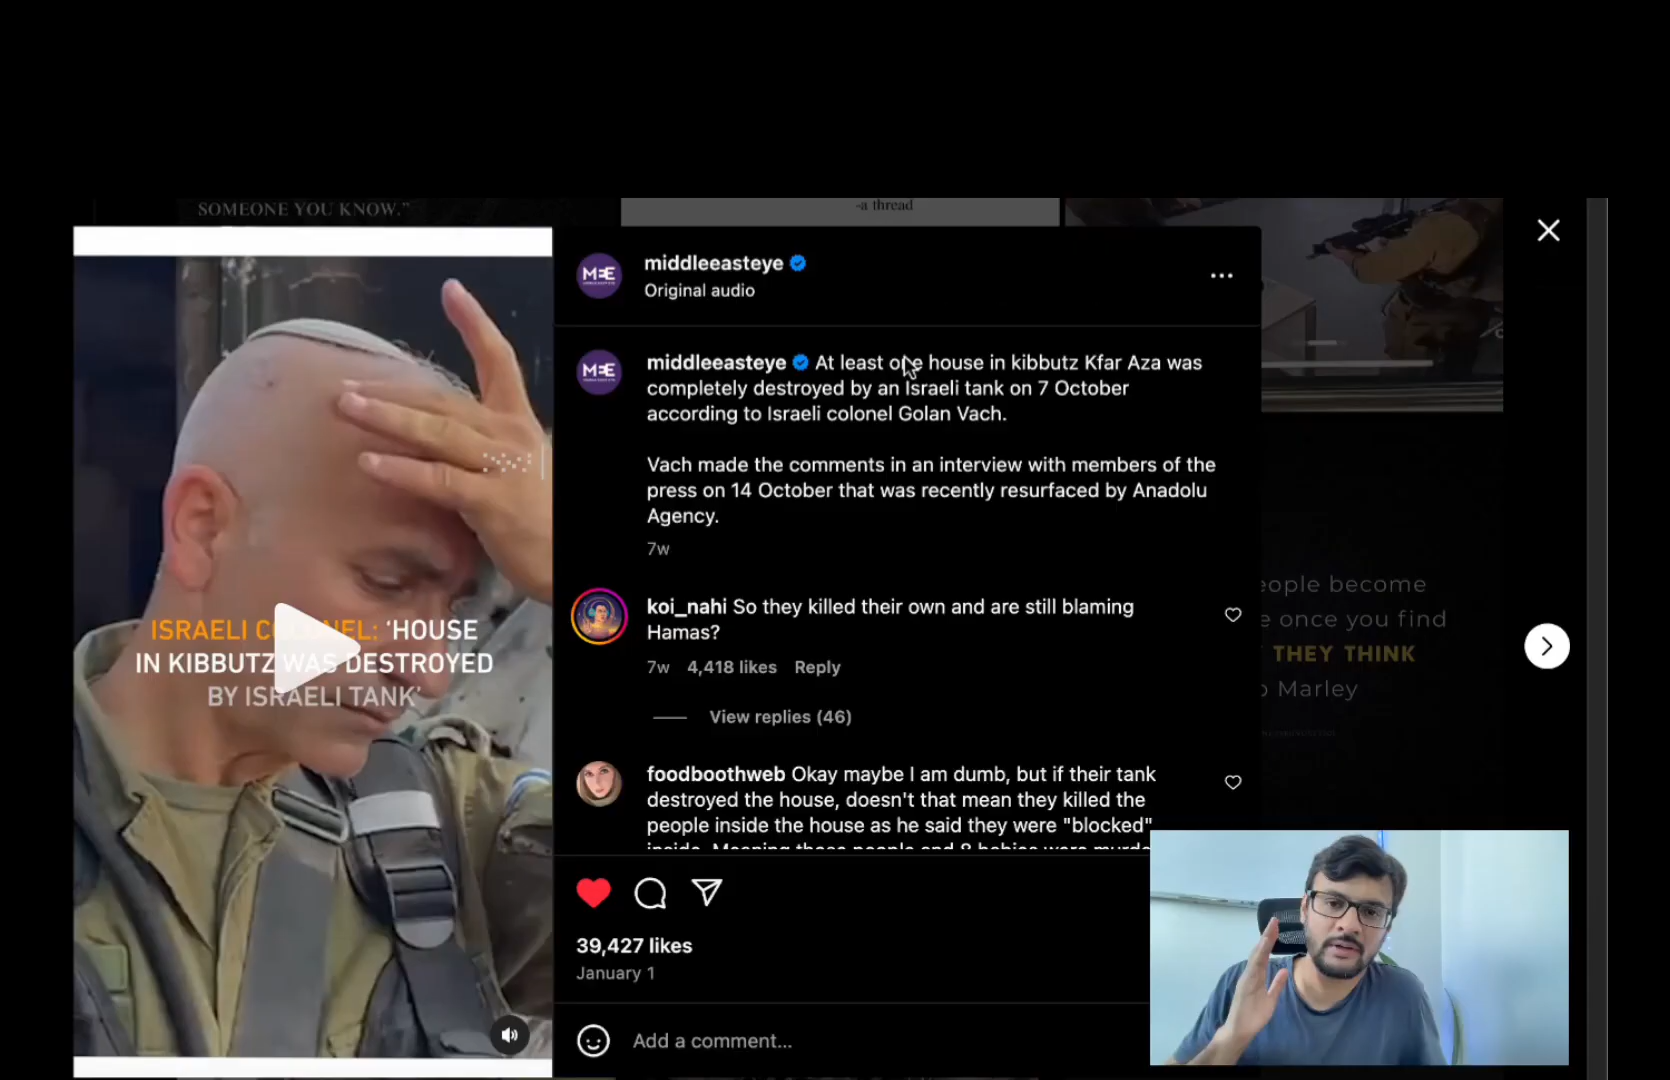 SOMEONE YOU KNOW.”
-a thread
middleeasteye
Original audio
middleeasteye At least one house in kibbutz Kfar Aza was
completely destroyed by an Israeli tank on 7 October
according to Israeli colonel Golan Vach.
Vach made the comments in an interview with members of the
press on 14 October that was recently resurfaced by Anadolu
Agency.
7w
koi_nahi So they killed their own and are still blaming
Hamas?
7w 4,418 likes Reply
View replies (46)
foodboothweb Okay maybe I am dumb, but if their tank
destroyed the house, doesn't that mean they killed the
people inside the house as he said they were "blocked"
39,427 likes
January 1
Add a comment...
ISRAELI COLONEL: ‘HOUSE
IN KIBBUTZ WAS DESTROYED
BY ISRAELI TANK’
MEE
MEE
eople become
e once you find
THEY THINK
Marley